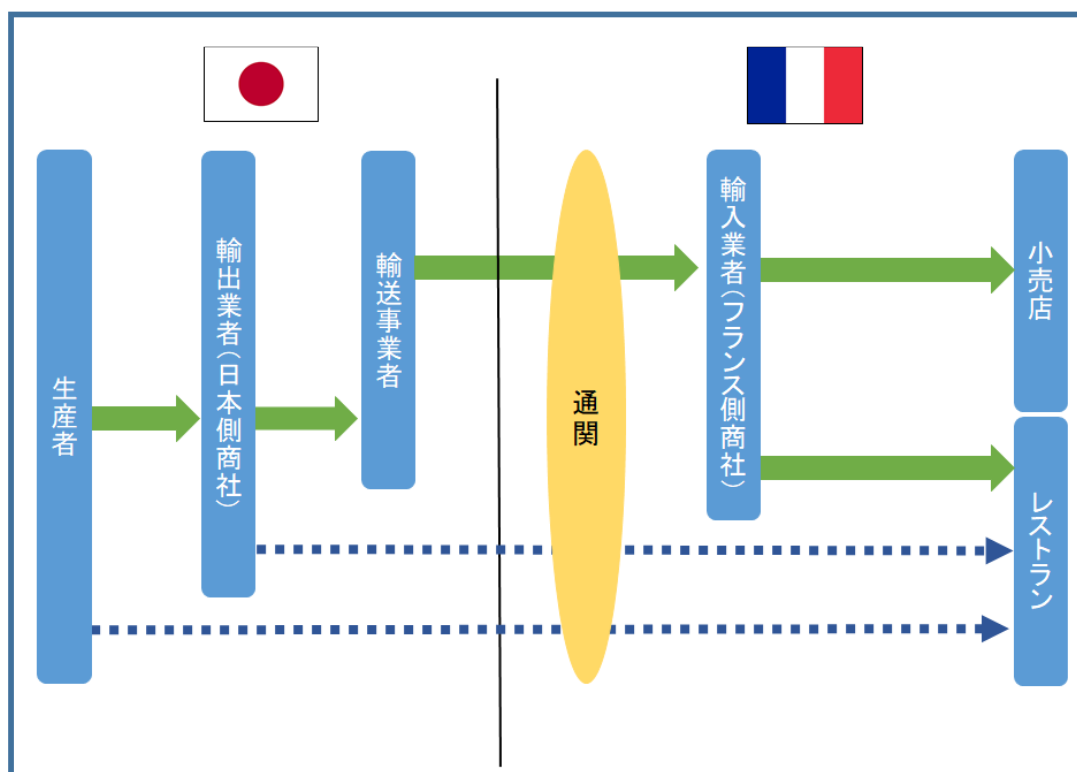 生産者
輸出業者(日本側商社)
輸送事業者
通関
輸入業者(フランス側商社)
小売店
レストラン